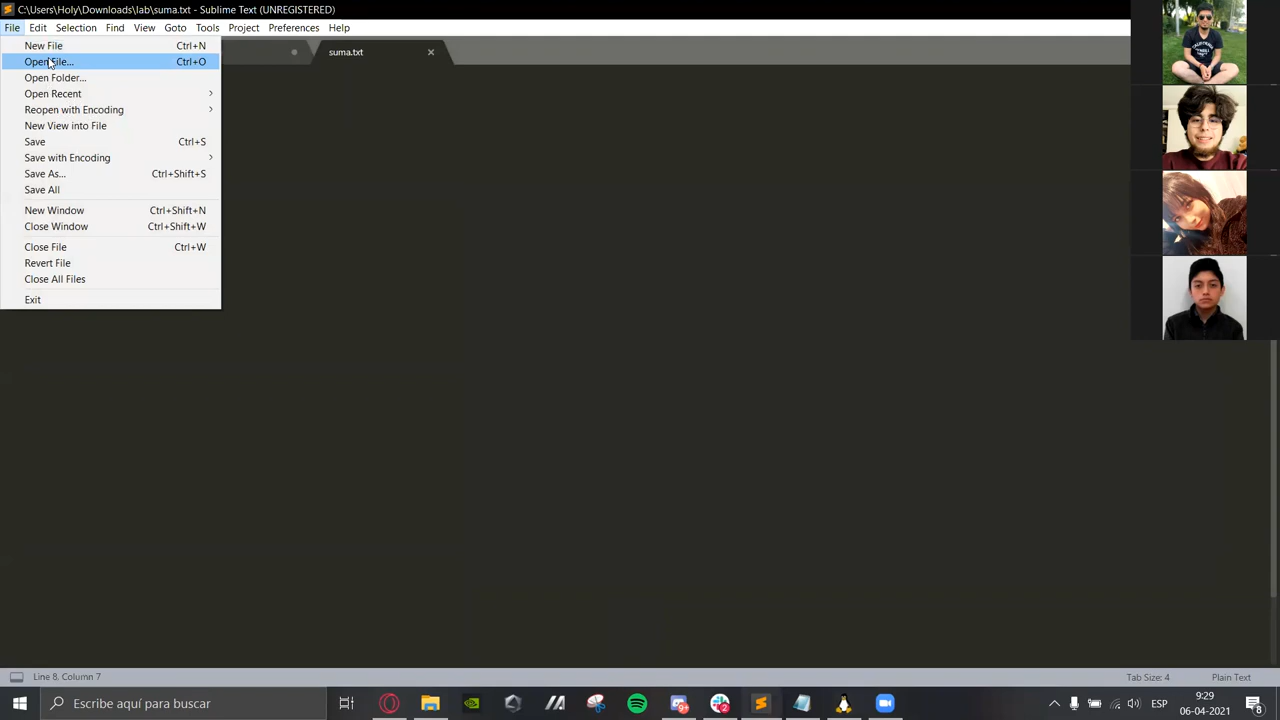 C:\Users\Holy\Downloads\lab\suma.txt - Sublime Text (UNREGISTERED)
File Edit Selection Find View Goto Tools Project Preferences Help
suma.txt
New File Ctrl+N
Open File... Ctrl+O
Open Folder...
Open Recent
Reopen with Encoding
New View into File
Save Ctrl+S
Save with Encoding
Save As... Ctrl+Shift+S
Save All
New Window Ctrl+Shift+N
Close Window Ctrl+Shift+W
Close File Ctrl+W
Revert File
Close All Files
Exit
Line 8, Column 7 Tab Size: 4 Plain Text
Escribe aquí para buscar
ESP
9:29
06-04-2021